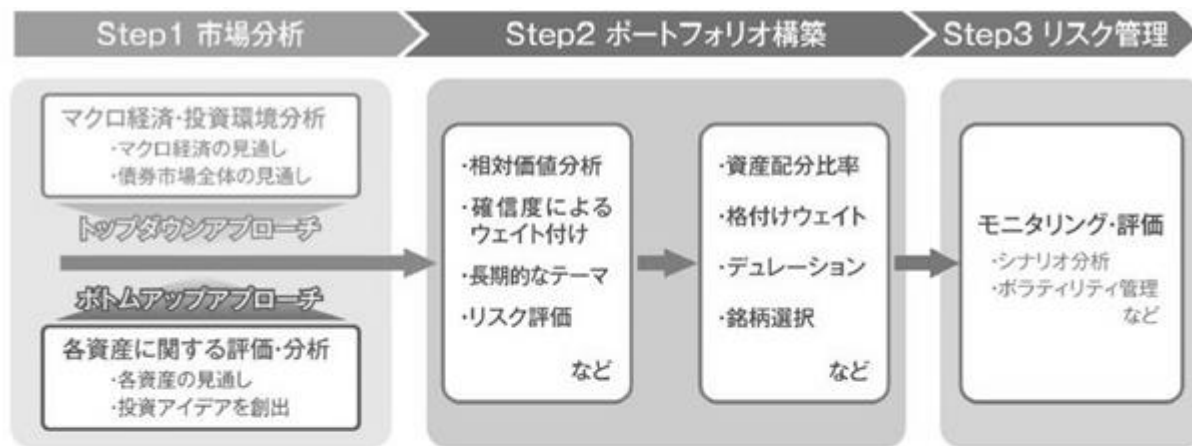 Step1 市場分析
Step2 ポートフォリオ構築
Step3 リスク管理
マクロ経済・投資環境分析
・マクロ経済の見通し
・債券市場全体の見通し
トップダウンアプローチ
ボトムアップアプローチ
各資産に関する評価・分析
・各資産の見通し
・投資アイデアを創出
・相対価値分析
・確信度による
ウェイト付け
・長期的なテーマ
・リスク評価
など
・資産配分比率
・格付けウェイト
・デュレーション
・銘柄選択
など
モニタリング・評価
・シナリオ分析
・ボラティリティ管理
など